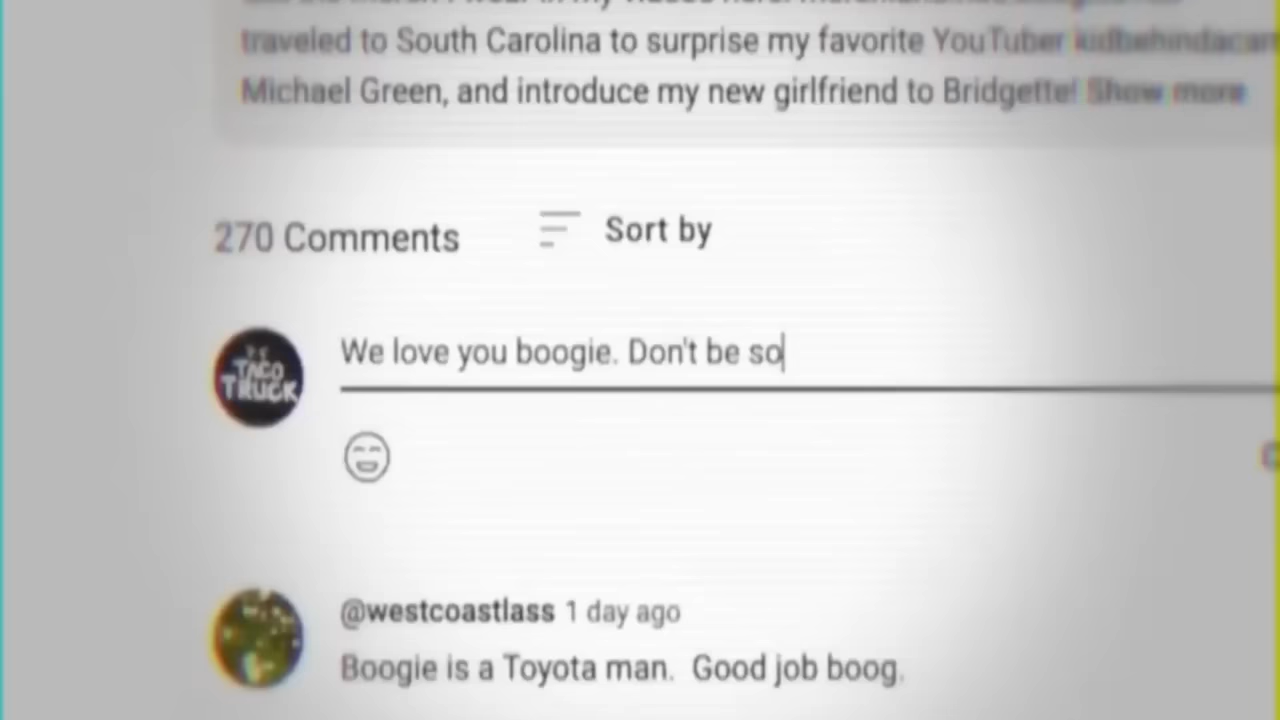 traveled to South Carolina to surprise my favorite YouTuber
Michael Green, and introduce my new girlfriend to Bridgette! Show more
270 Comments
Sort by
We love you boogie. Don't be so
TACO
TRUCK
@westcoastlass 1 day ago
Boogie is a Toyota man. Good job boog.